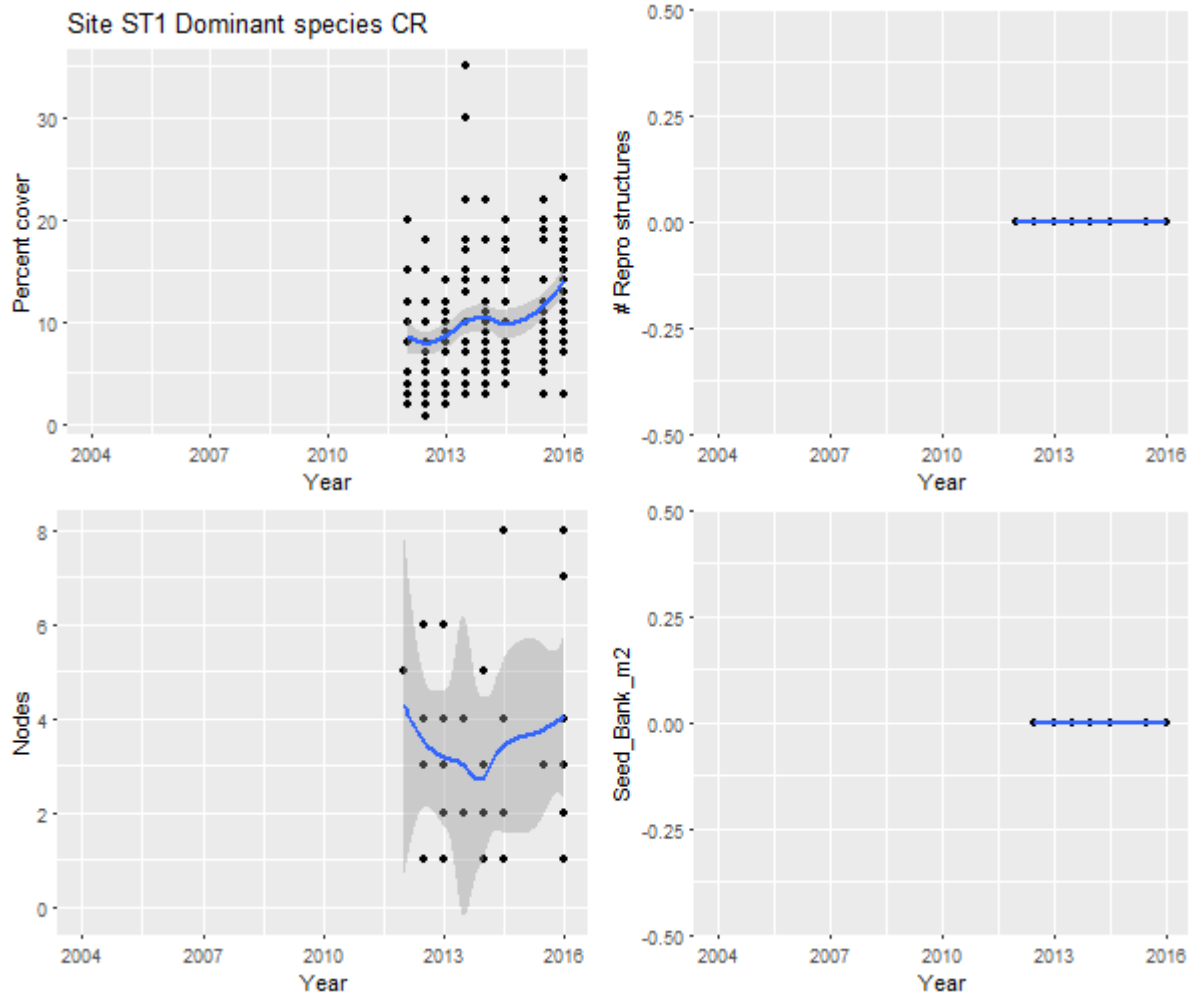 Site ST1 Dominant species CR
Percent cover
30
20
10
0
2004 2007 2010 2013 2016
Year
# Repro structures
0.50
0.25
0.00
-0.25
-0.50
2004 2007 2010 2013 2016
Year
Nodes
8
6
4
2
0
2004 2007 2010 2013 2016
Year
Seed_Bank_m2
0.50
0.25
0.00
-0.25
-0.50
2004 2007 2010 2013 2016
Year